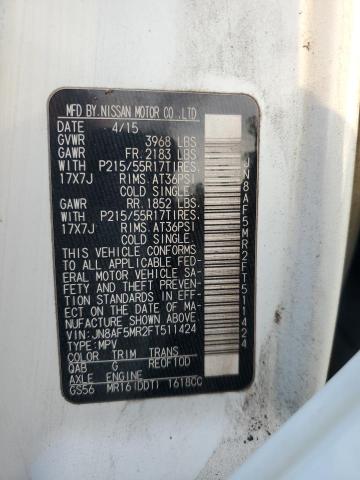 MFD BY.NISSAN MOTOR CO.,LTD
DATE 4/15
GVWR 3968 LBS
GAWR FR.2183 LBS
WITH P215/55R17TIRES,
17X7J RIMS,AT36PSI
COLD SINGLE.
GAWR RR.1852 LBS.
WITH P215/55R17TIRES,
17X7J RIMS,AT36PSI
COLD SINGLE.
THIS VEHICLE CONFORMS
TO ALL APPLICABLE FED-
ERAL MOTOR VEHICLE SA-
FETY AND THEFT PREVEN-
TION STANDARDS IN EFF-
ECT ON THE DATE OF MA-
NUFACTURE SHOWN ABOVE.
VIN:JN8AF5MR2FT511424
TYPE:MPV
COLOR TRIM TRANS
QAB G RE0F10D
AXLE ENGINE
GS56 MR16(DDT) 1618CC
JN8AF5MR2FT511424